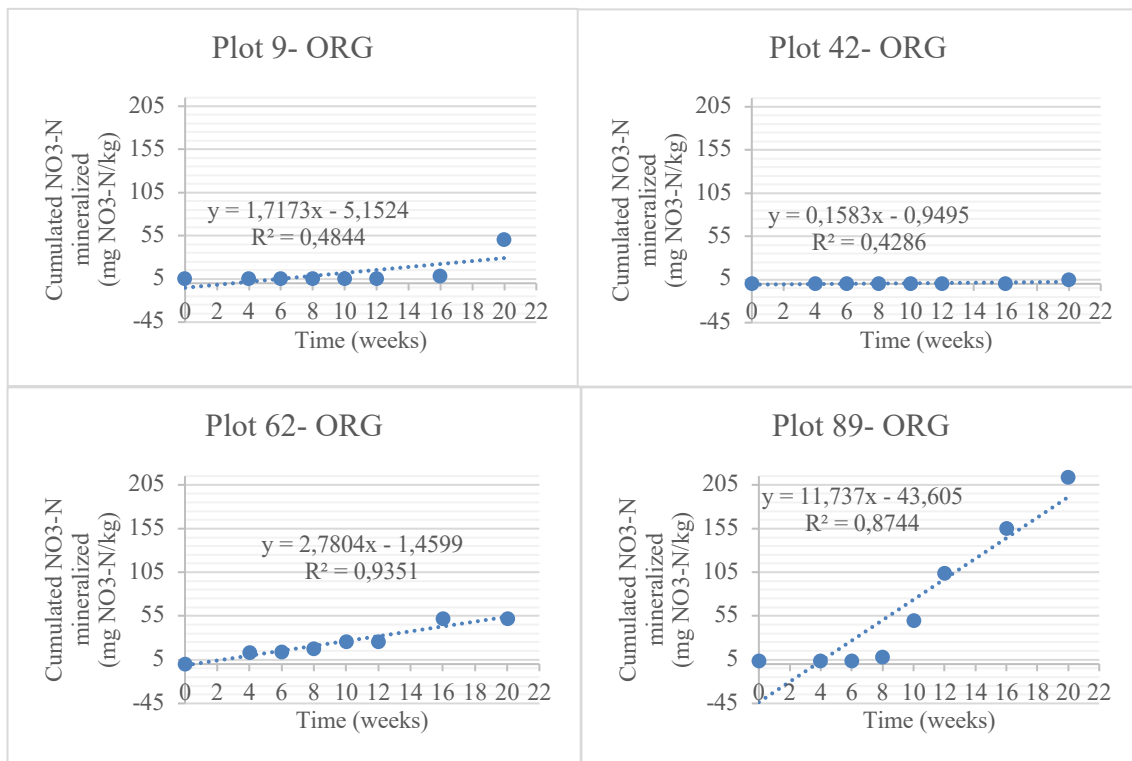 Plot 9- ORG
Cumulated NO3-N
mineralized
(mg NO3-N/kg)
205
155
105
55
5
-45
y = 1,7173x - 5,1524
R² = 0,4844
0 2 4 6 8 10 12 14 16 18 20 22
Time (weeks)
Plot 42- ORG
Cumulated NO3-N
mineralized
(mg NO3-N/kg)
205
155
105
55
5
-45
y = 0,1583x - 0,9495
R² = 0,4286
0 2 4 6 8 10 12 14 16 18 20 22
Time (weeks)
Plot 62- ORG
Cumulated NO3-N
mineralized
(mg NO3-N/kg)
205
155
105
55
5
-45
y = 2,7804x - 1,4599
R² = 0,9351
0 2 4 6 8 10 12 14 16 18 20 22
Time (weeks)
Plot 89- ORG
Cumulated NO3-N
mineralized
(mg NO3-N/kg)
205
155
105
55
5
-45
y = 11,737x - 43,605
R² = 0,8744
0 2 4 6 8 10 12 14 16 18 20 22
Time (weeks)